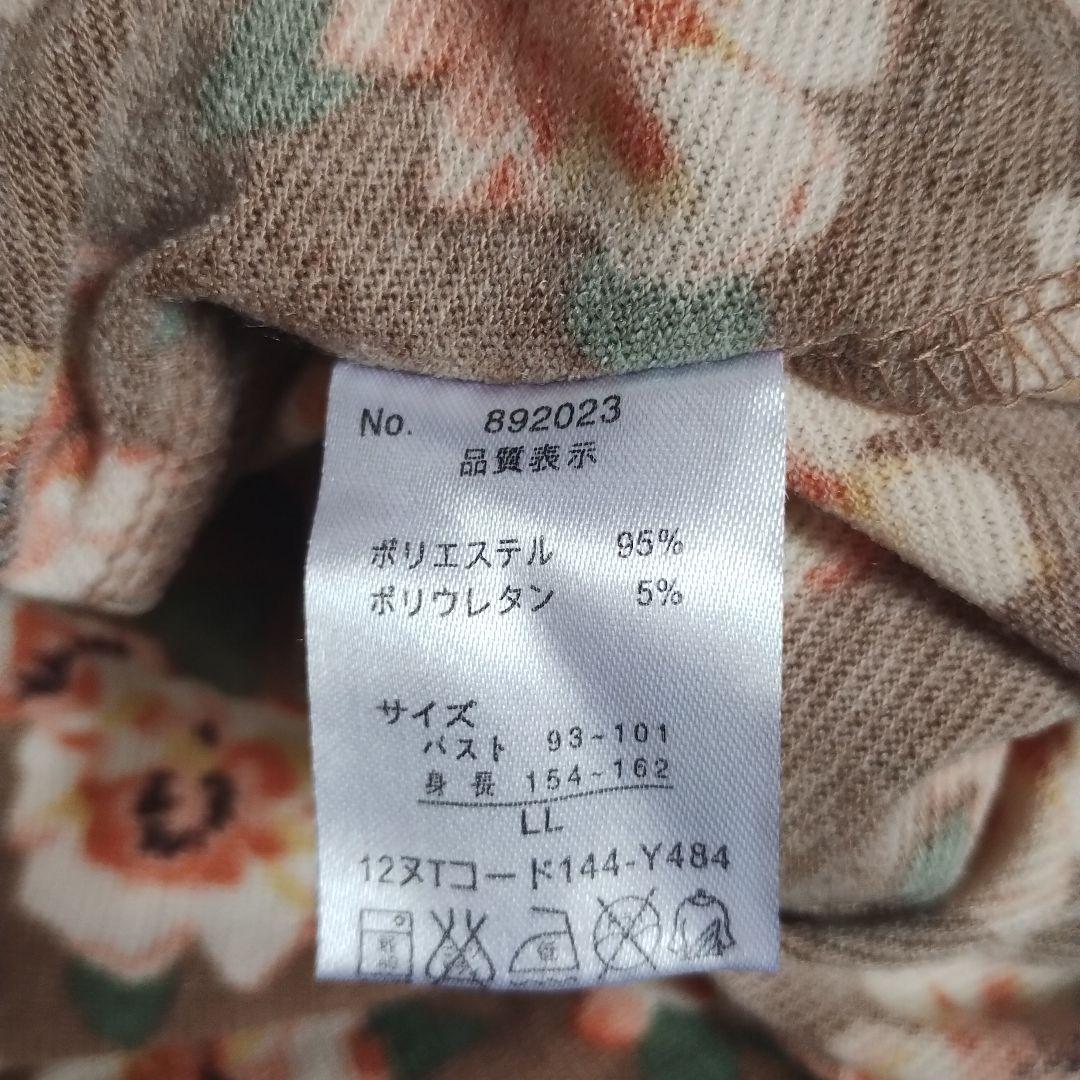 No. 892023
品質表示
ポリエステル 95%
ポリウレタン 5%
サイズ
バスト 93-101
身長 154-162
LL
12ヌTコード144-Y484
低